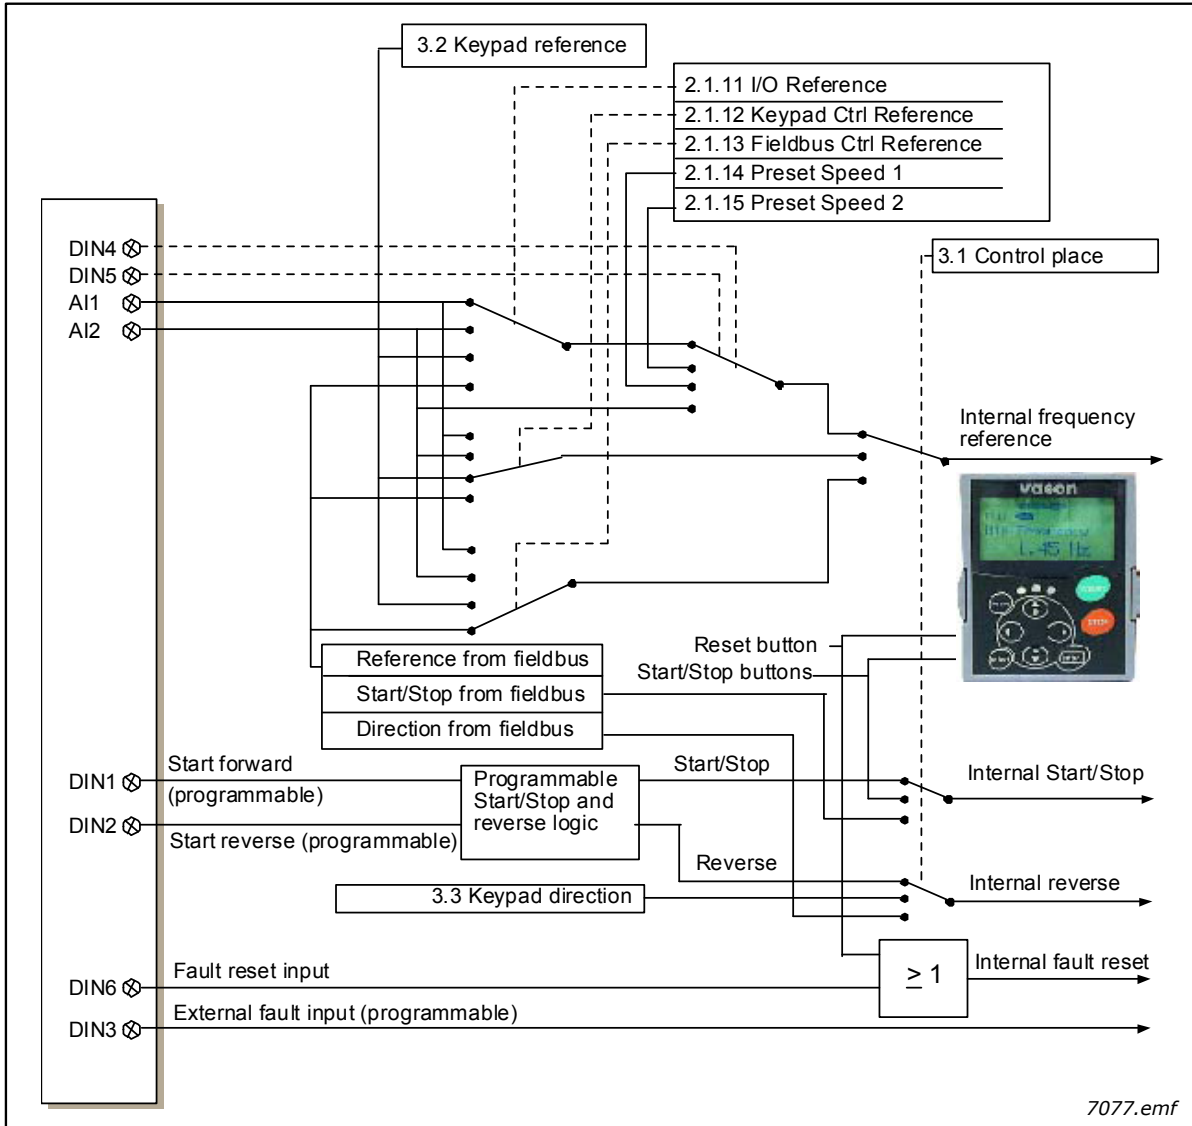 3.2 Keypad reference
2.1.11 I/O Reference
2.1.12 Keypad Ctrl Reference
2.1.13 Fieldbus Ctrl Reference
2.1.14 Preset Speed 1
2.1.15 Preset Speed 2
DIN4
DIN5
3.1 Control place
AI1
AI2
Internal frequency
reference
vacon
1.45 Hz
Reset button
Start/Stop buttons
Reference from fieldbus
Start/Stop from fieldbus
Direction from fieldbus
DIN1
Start forward
(programmable)
Programmable
Start/Stop and
reverse logic
Start/Stop
Internal Start/Stop
DIN2
Start reverse (programmable)
Reverse
Internal reverse
3.3 Keypad direction
Fault reset input
DIN6
≥ 1
Internal fault reset
External fault input (programmable)
DIN3
7077.emf